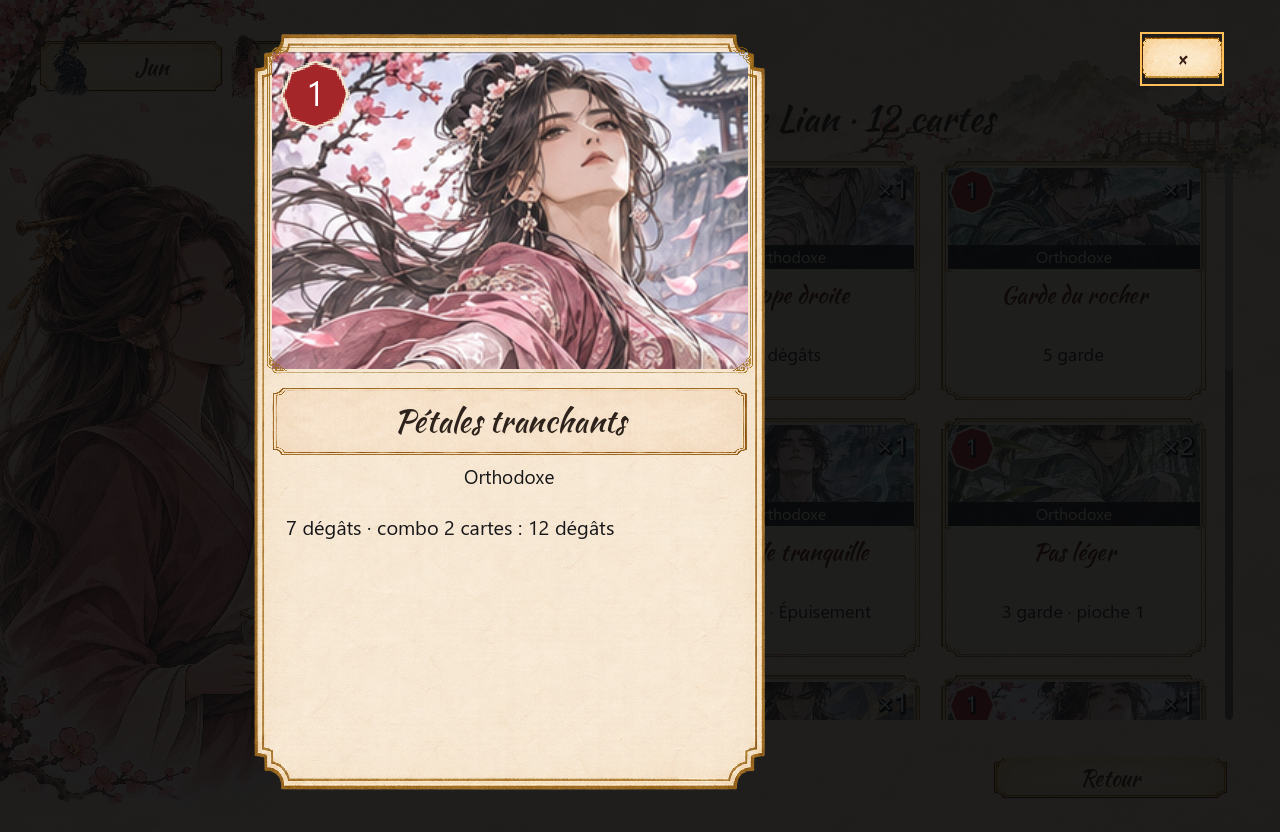 Jun
×
1
Lian · 12 cartes
×1
1
×1
Orthodoxe
droite
Garde du rocher
dégâts
5 garde
Pétales tranchants
Orthodoxe
7 dégâts · combo 2 cartes : 12 dégâts
×1
1
×2
Orthodoxe
tranquille
Pas léger
· Épuisement
3 garde · pioche 1
×1
1
×1
Retour